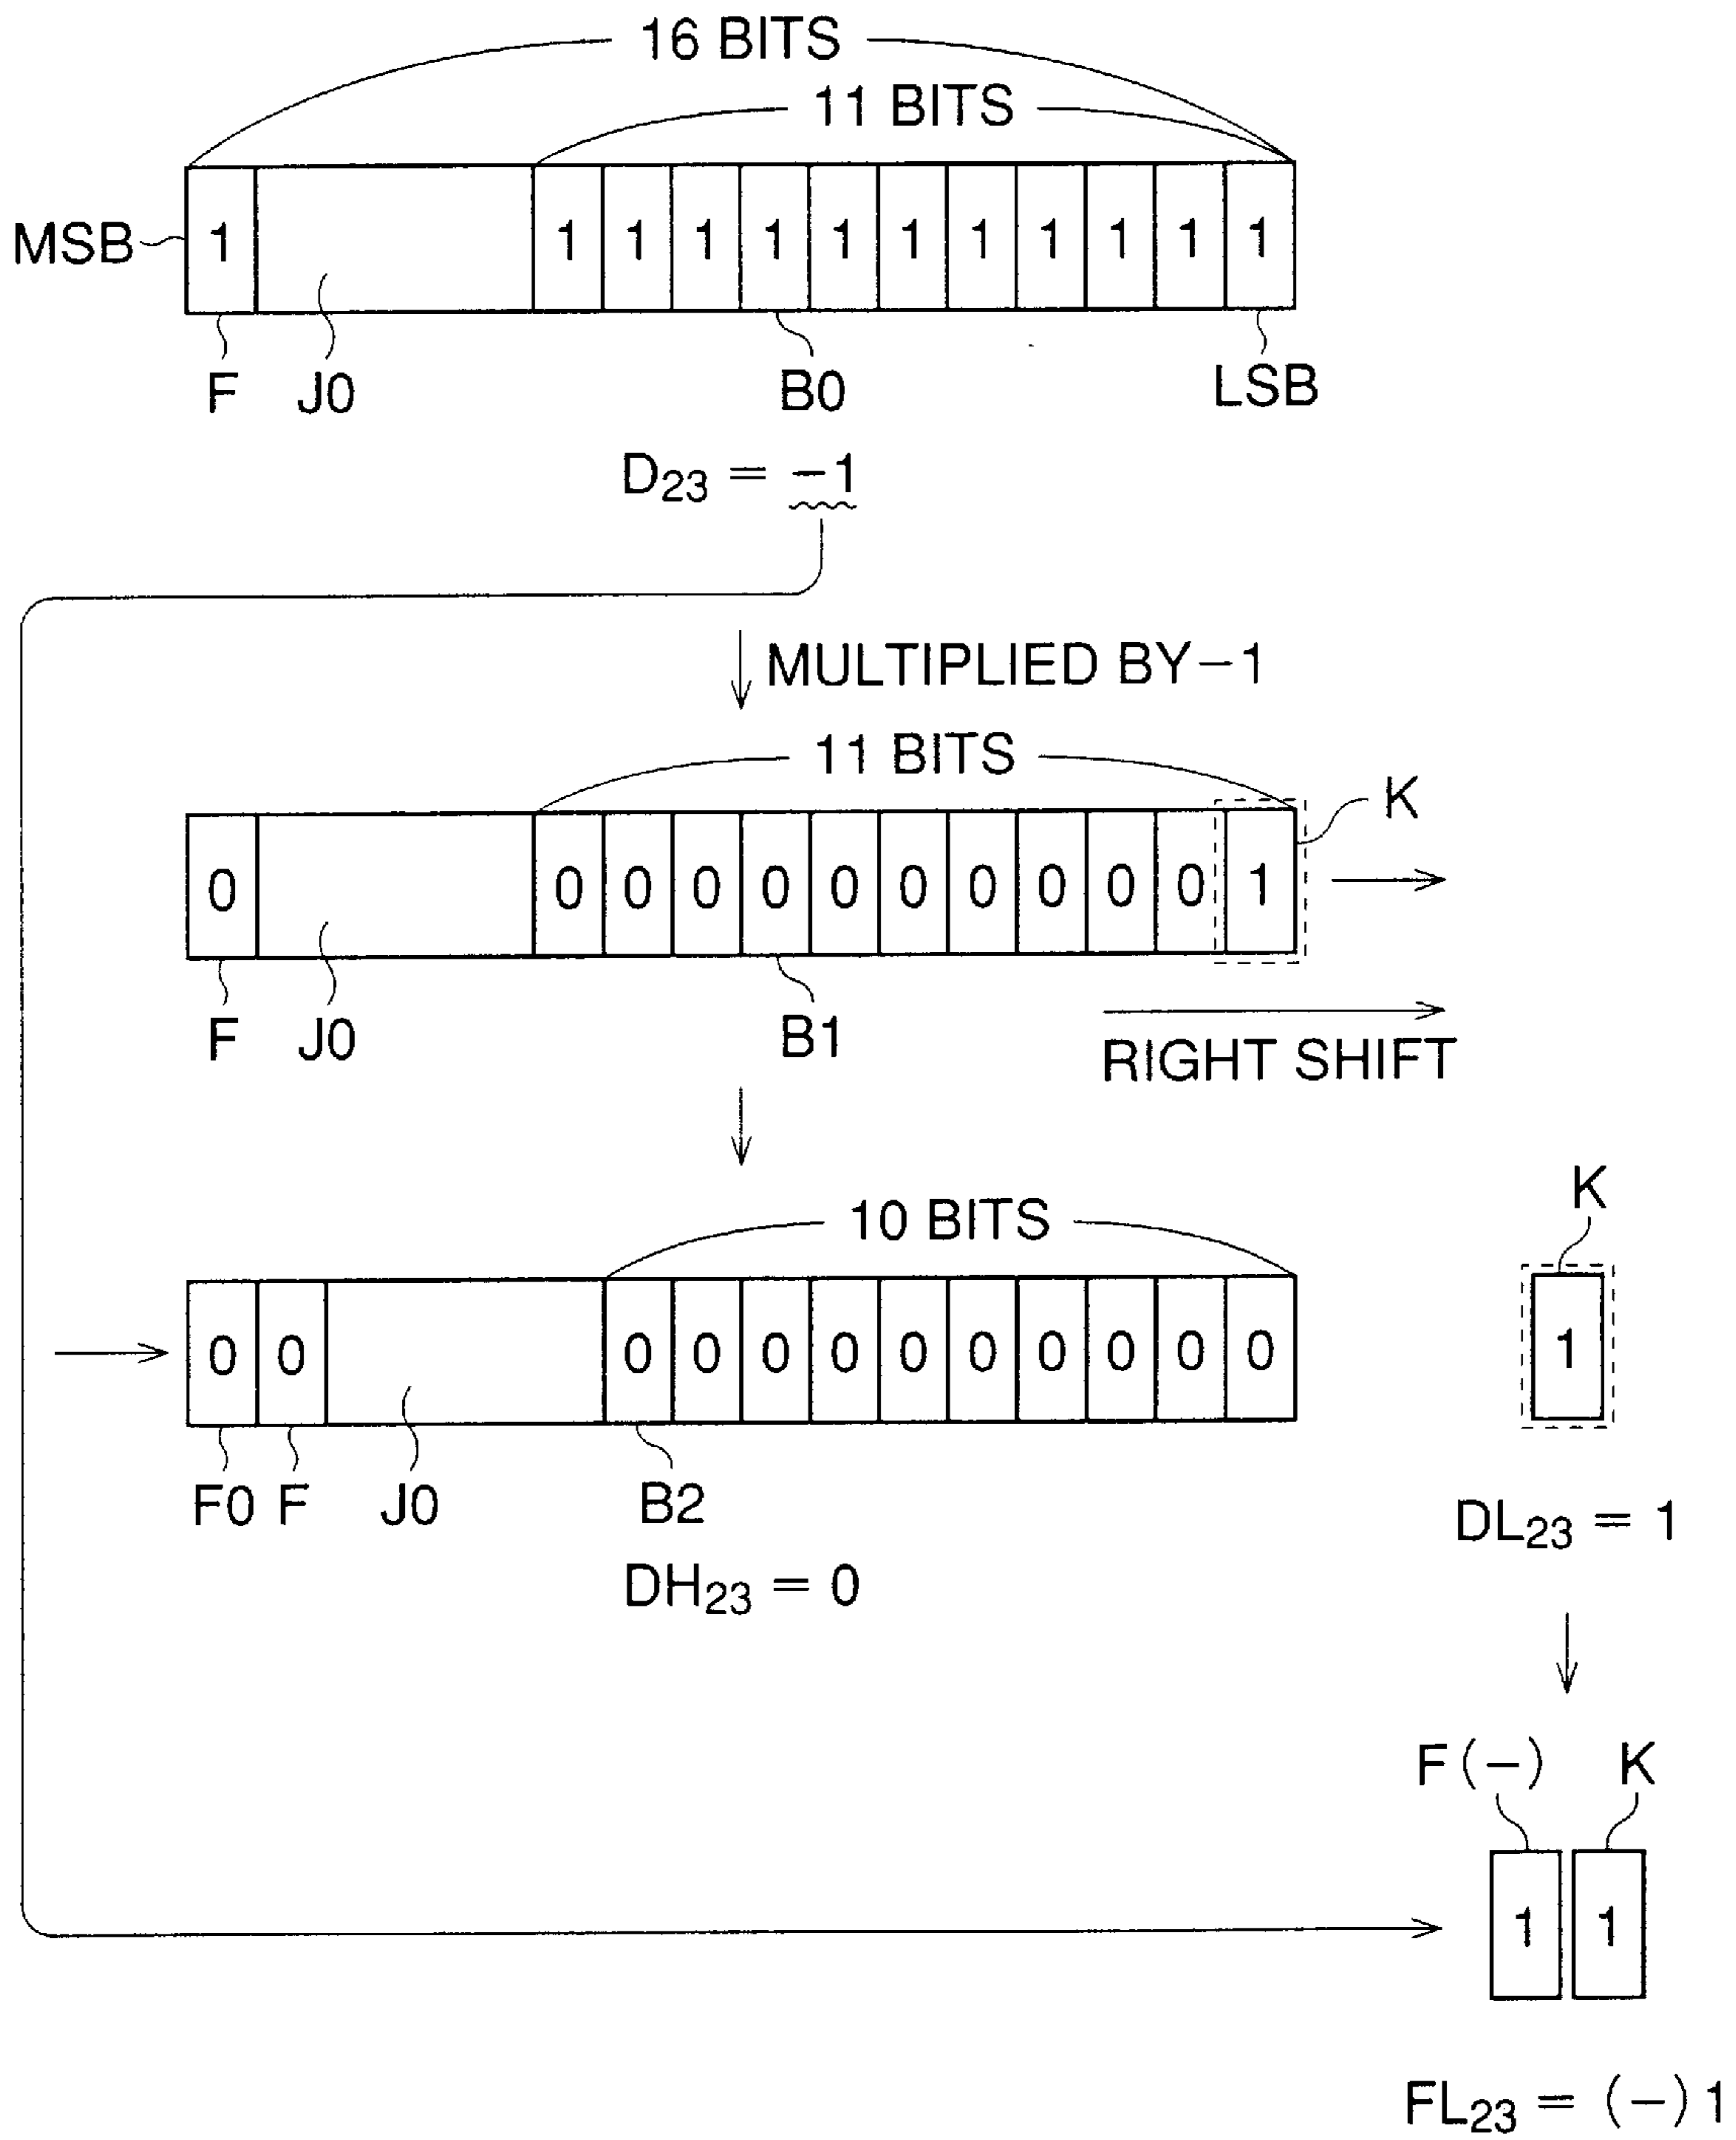 16 BITS
11 BITS
MSB 1 1 1 1 1 1 1 1 1 1 1 1
F J0 B0 LSB
D23 = -1
MULTIPLIED BY-1
11 BITS
K
0 0 0 0 0 0 0 0 0 0 0 1
F J0 B1
RIGHT SHIFT
K
10 BITS
0 0 0 0 0 0 0 0 0 0 0 0 1
F0 F J0 B2
DL23 = 1
DH23 = 0
F(-) K
1 1
FL23 = (-)1